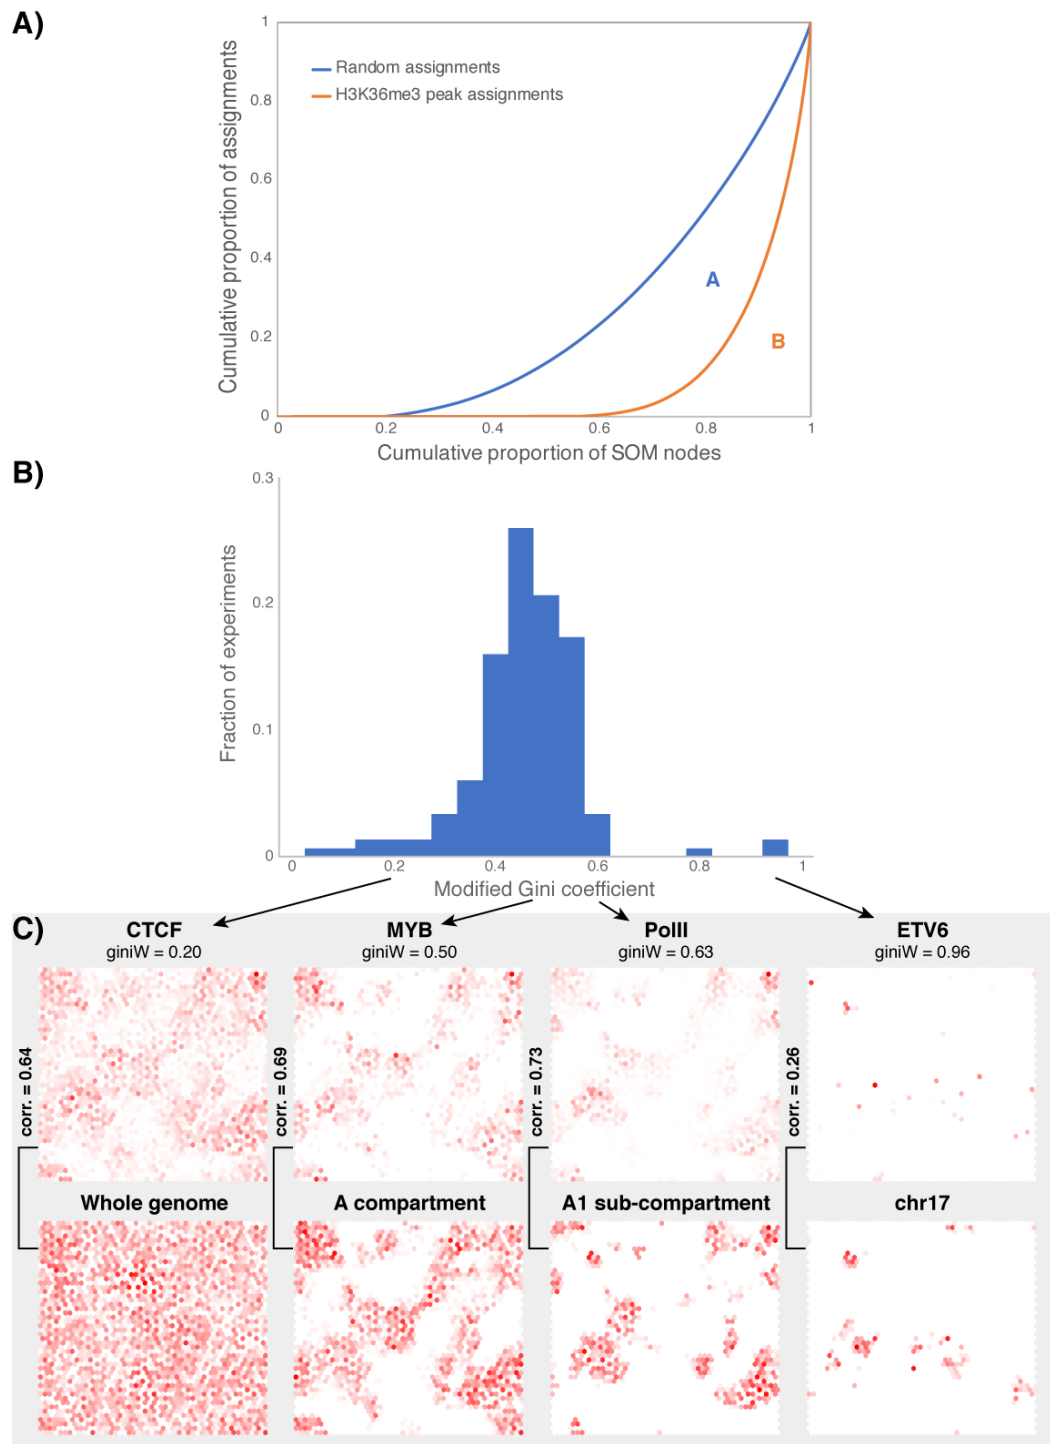 A)
1
0.8
0.6
0.4
0.2
0
Cumulative proportion of assignments
Random assignments
H3K36me3 peak assignments
A
B
0 0.2 0.4 0.6 0.8 1
Cumulative proportion of SOM nodes
B)
0.3
0.2
0.1
0
Fraction of experiments
0 0.2 0.4 0.6 0.8 1
Modified Gini coefficient
C)
CTCF MYB PolII ETV6
giniW = 0.20 giniW = 0.50 giniW = 0.63 giniW = 0.96
corr. = 0.64 corr. = 0.69 corr. = 0.73 corr. = 0.26
Whole genome A compartment A1 sub-compartment chr17